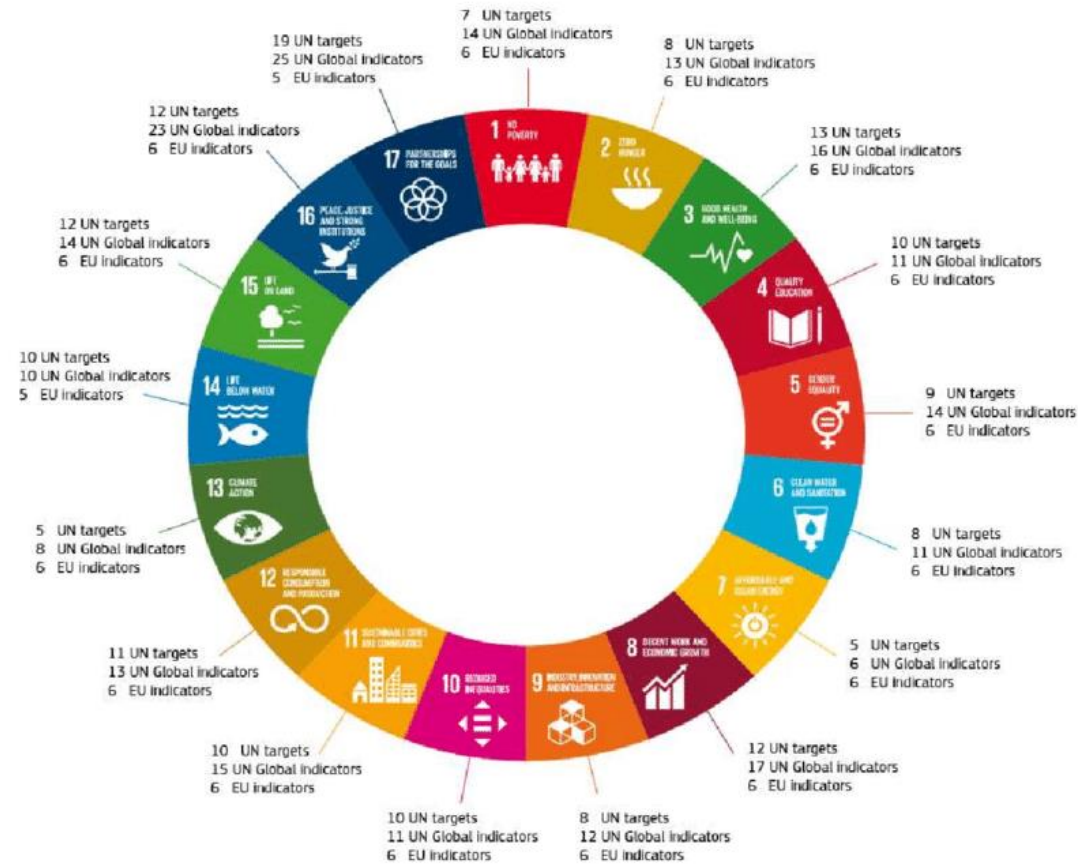 7 UN targets
14 UN Global indicators
6 EU indicators
8 UN targets
13 UN Global indicators
6 EU indicators
13 UN targets
16 UN Global indicators
6 EU indicators
10 UN targets
11 UN Global indicators
6 EU indicators
9 UN targets
14 UN Global indicators
6 EU indicators
8 UN targets
11 UN Global indicators
6 EU indicators
5 UN targets
6 UN Global indicators
6 EU indicators
12 UN targets
17 UN Global indicators
6 EU indicators
8 UN targets
12 UN Global indicators
6 EU indicators
10 UN targets
11 UN Global indicators
6 EU indicators
10 UN targets
15 UN Global indicators
6 EU indicators
11 UN targets
13 UN Global indicators
6 EU indicators
5 UN targets
8 UN Global indicators
6 EU indicators
10 UN targets
10 UN Global indicators
5 EU indicators
12 UN targets
14 UN Global indicators
6 EU indicators
12 UN targets
23 UN Global indicators
6 EU indicators
19 UN targets
25 UN Global indicators
5 EU indicators
1 NO
POVERTY
2 ZERO
HUNGER
3 GOOD HEALTH
AND WELL-BEING
4 QUALITY
EDUCATION
5 GENDER
EQUALITY
6 CLEAN WATER
AND SANITATION
7 AFFORDABLE AND
CLEAN ENERGY
8 DECENT WORK AND
ECONOMIC GROWTH
9 INDUSTRY, INNOVATION
AND INFRASTRUCTURE
10 REDUCED
INEQUALITIES
11 SUSTAINABLE CITIES
AND COMMUNITIES
12 RESPONSIBLE
CONSUMPTION
AND PRODUCTION
13 CLIMATE
ACTION
14 LIFE
BELOW WATER
15 LIFE
ON LAND
16 PEACE, JUSTICE
AND STRONG
INSTITUTIONS
17 PARTNERSHIPS
FOR THE GOALS